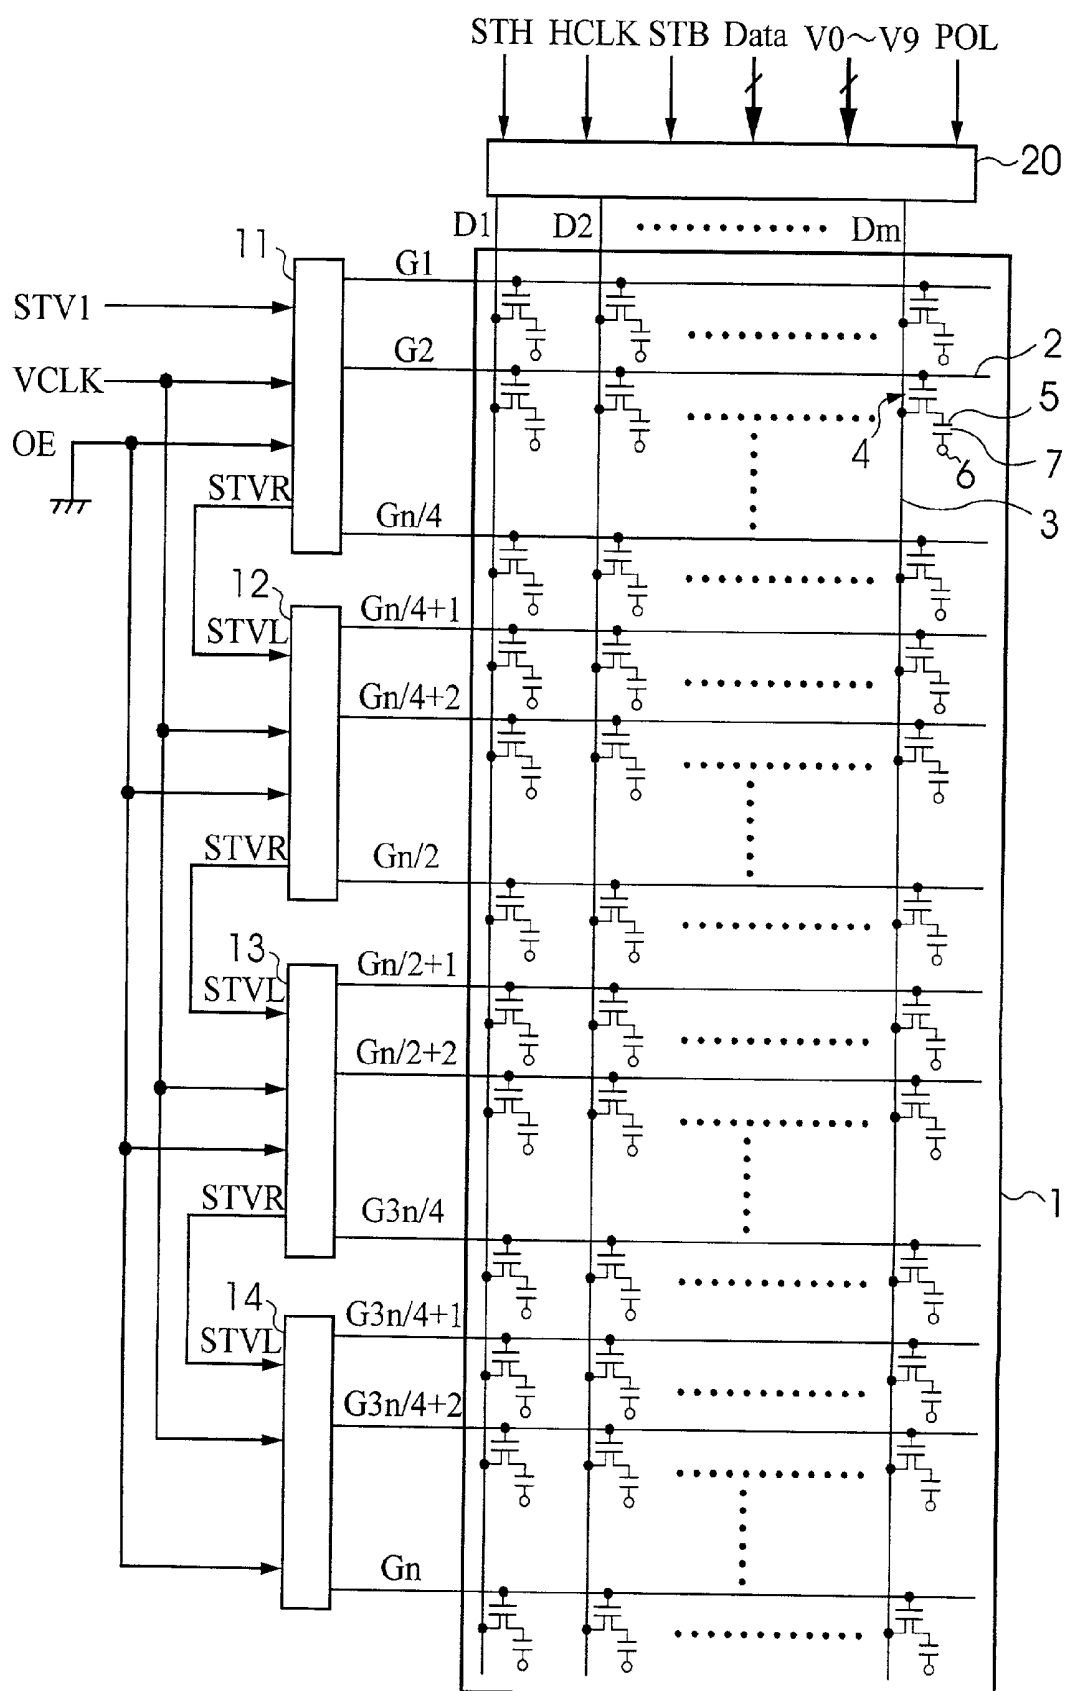 STH HCLK STB Data V0～V9 POL
20
D1 D2 Dm
11
G1
STV1
G2
2
VCLK
5
OE
4
6
7
STVR
Gn/4
3
12
Gn/4+1
STVL
Gn/4+2
STVR
Gn/2
13
Gn/2+1
STVL
Gn/2+2
STVR
G3n/4
1
14
G3n/4+1
STVL
G3n/4+2
Gn